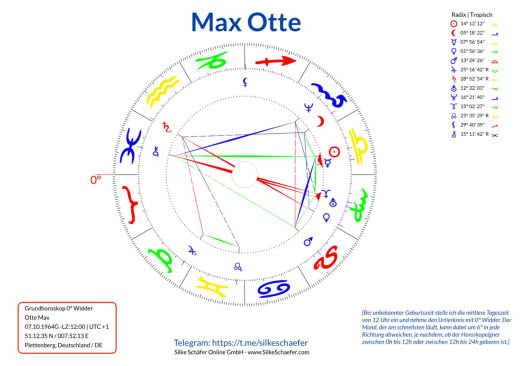 Max Otte
Radix | Tropisch
14° 12' 12"
05° 18' 22"
07° 56' 54"
01° 56' 36"
13° 24' 26"
25° 16' 42" R
28° 52' 54" R
12° 32' 03"
16° 21' 40"
15° 02' 27"
25° 35' 29" R
29° 40' 39"
15° 11' 42" R
0°
Grundhoroskop 0° Widder
Otte Max
07.10.1964G -LZ:12:00 | UTC +1
51.12.35 N / 007.52.13 E
Plettenberg, Deutschland / DE
Telegram: https://t.me/silkeschaefer
Silke Schäfer Online GmbH - www.SilkeSchaefer.com
[Bei unbekannter Geburtszeit stelle ich die mittlere Tageszeit
von 12 Uhr ein und nehme den Urtierkreis mit 0° Widder. Der
Mond, der am schnellsten läuft, kann dabei um 6° in jede
Richtung abweichen, je nachdem, ob der Horoskopeigner
zwischen 0h bis 12h oder zwischen 12h bis 24h geboren ist.]